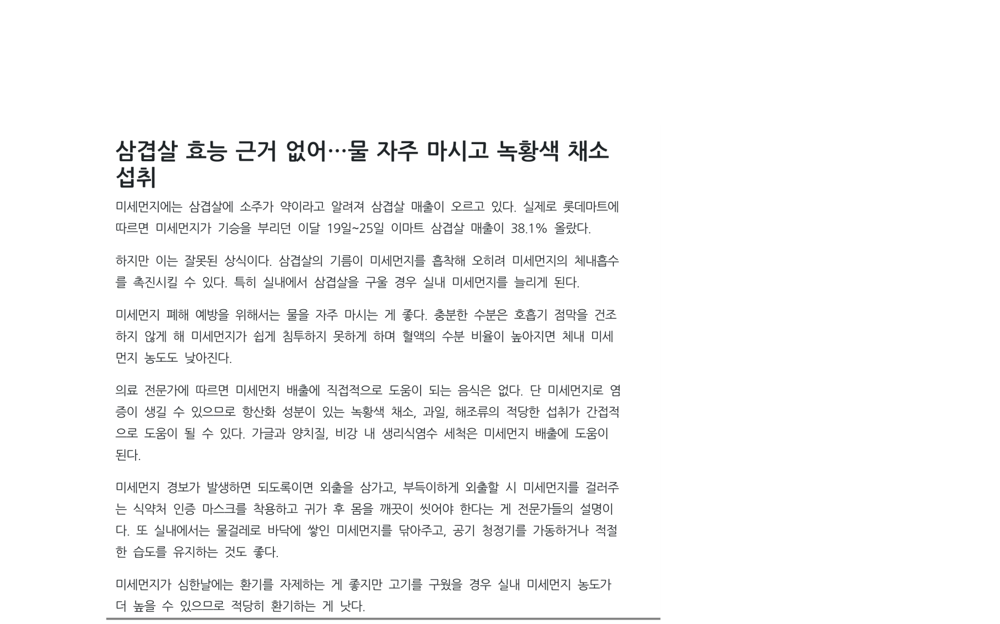 삼겹살 효능 근거 없어…물 자주 마시고 녹황색 채소
섭취
미세먼지에는 삼겹살에 소주가 약이라고 알려져 삼겹살 매출이 오르고 있다. 실제로 롯데마트에
따르면 미세먼지가 기승을 부리던 이달 19일~25일 이마트 삼겹살 매출이 38.1% 올랐다.
하지만 이는 잘못된 상식이다. 삼겹살의 기름이 미세먼지를 흡착해 오히려 미세먼지의 체내흡수
를 촉진시킬 수 있다. 특히 실내에서 삼겹살을 구울 경우 실내 미세먼지를 늘리게 된다.
미세먼지 폐해 예방을 위해서는 물을 자주 마시는 게 좋다. 충분한 수분은 호흡기 점막을 건조
하지 않게 해 미세먼지가 쉽게 침투하지 못하게 하며 혈액의 수분 비율이 높아지면 체내 미세
먼지 농도도 낮아진다.
의료 전문가에 따르면 미세먼지 배출에 직접적으로 도움이 되는 음식은 없다. 단 미세먼지로 염
증이 생길 수 있으므로 항산화 성분이 있는 녹황색 채소, 과일, 해조류의 적당한 섭취가 간접적
으로 도움이 될 수 있다. 가글과 양치질, 비강 내 생리식염수 세척은 미세먼지 배출에 도움이
된다.
미세먼지 경보가 발생하면 되도록이면 외출을 삼가고, 부득이하게 외출할 시 미세먼지를 걸러주
는 식약처 인증 마스크를 착용하고 귀가 후 몸을 깨끗이 씻어야 한다는 게 전문가들의 설명이
다. 또 실내에서는 물걸레로 바닥에 쌓인 미세먼지를 닦아주고, 공기 청정기를 가동하거나 적절
한 습도를 유지하는 것도 좋다.
미세먼지가 심한날에는 환기를 자제하는 게 좋지만 고기를 구웠을 경우 실내 미세먼지 농도가
더 높을 수 있으므로 적당히 환기하는 게 낫다.